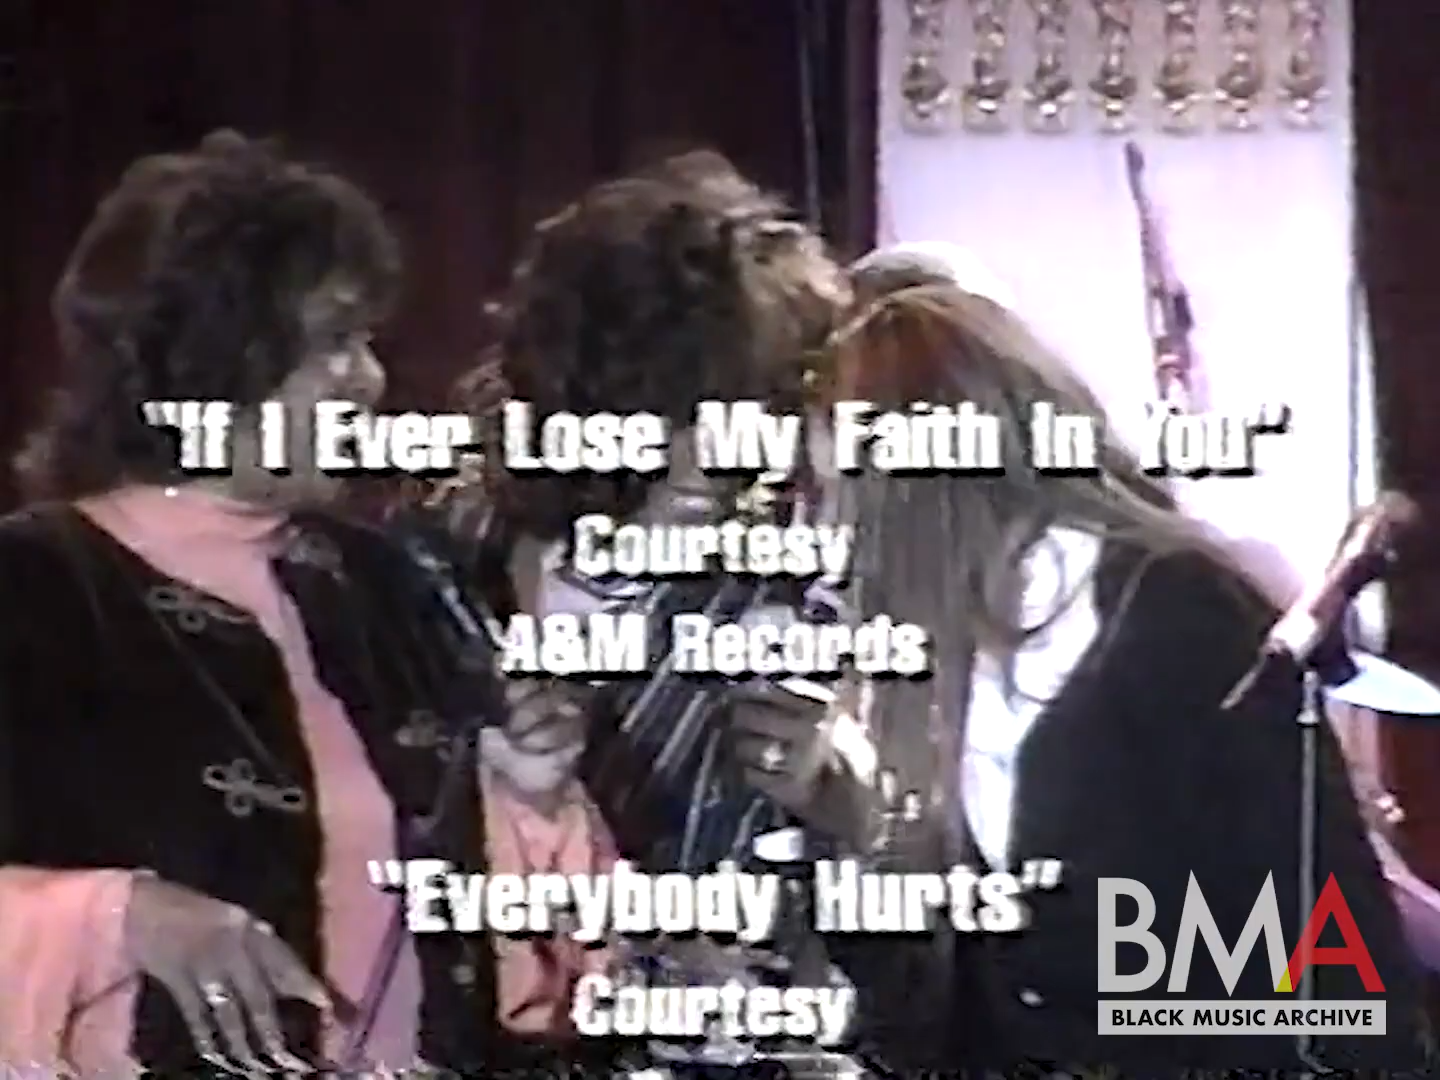 "If I Ever Lose My Faith In You"
Courtesy
A&M Records
"Everybody Hurts"
Courtesy
BMA
BLACK MUSIC ARCHIVE